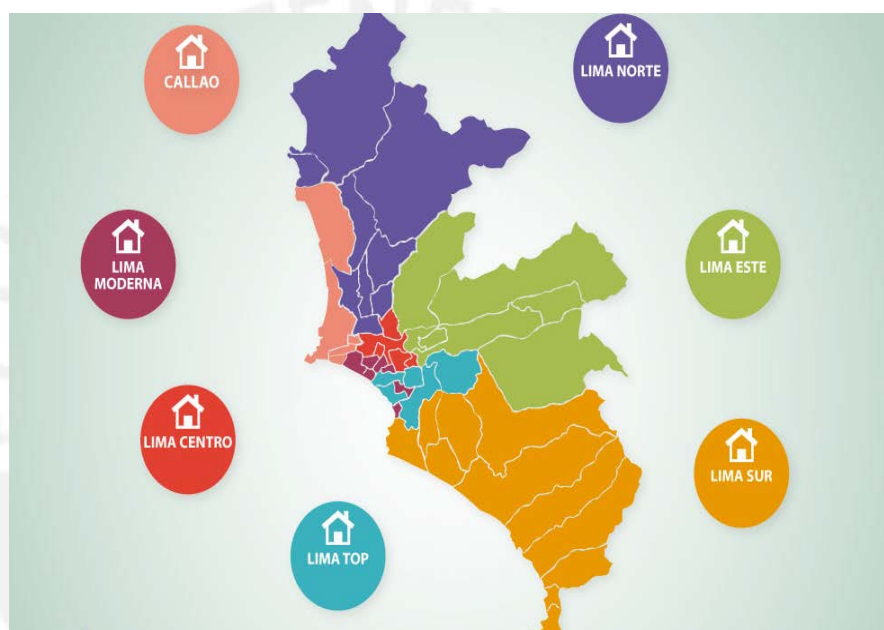 CALLAO
LIMA NORTE
LIMA
MODERNA
LIMA ESTE
LIMA CENTRO
LIMA SUR
LIMA TOP